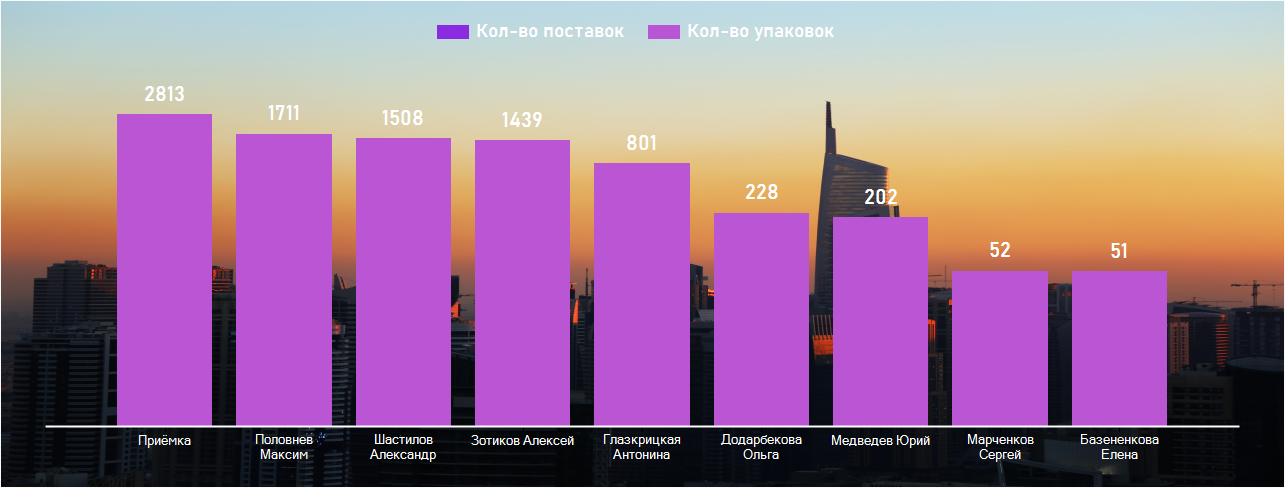 Кол-во поставок Кол-во упаковок
2813
1711
1508
1439
801
228
202
52
51
Приёмка
Половнев
Максим
Шастилов
Александр
Зотиков Алексей
Глазкрицкая
Антонина
Додарбекова
Ольга
Медведев Юрий
Марченков
Сергей
Базененкова
Елена